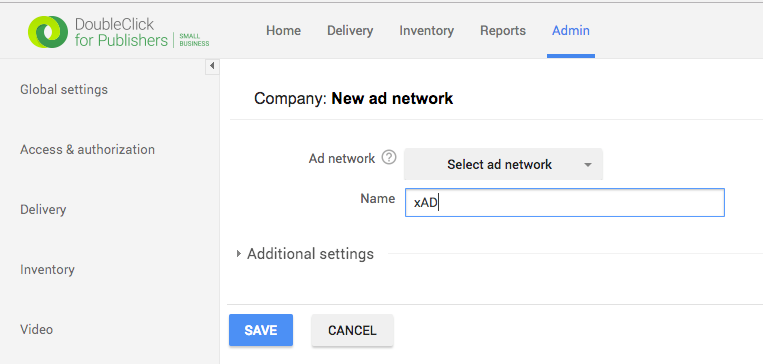 DoubleClick
for Publishers | SMALL BUSINESS
Home Delivery Inventory Reports Admin
Global settings
Access & authorization
Delivery
Inventory
Video
Company: New ad network
Ad network ? Select ad network
Name xAD
Additional settings
SAVE CANCEL